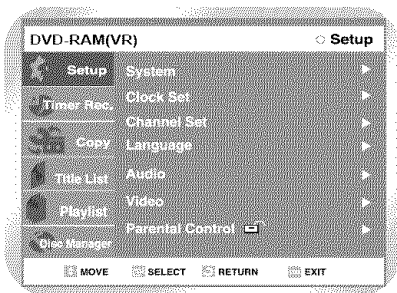 DVD-RAM(VR) Setup
Setup System
Timer Rec. Clock Set
Channel Set
Copy Language
Title List Audio
Playlist Video
Parental Control
Disc Manager
MOVE SELECT RETURN EXIT